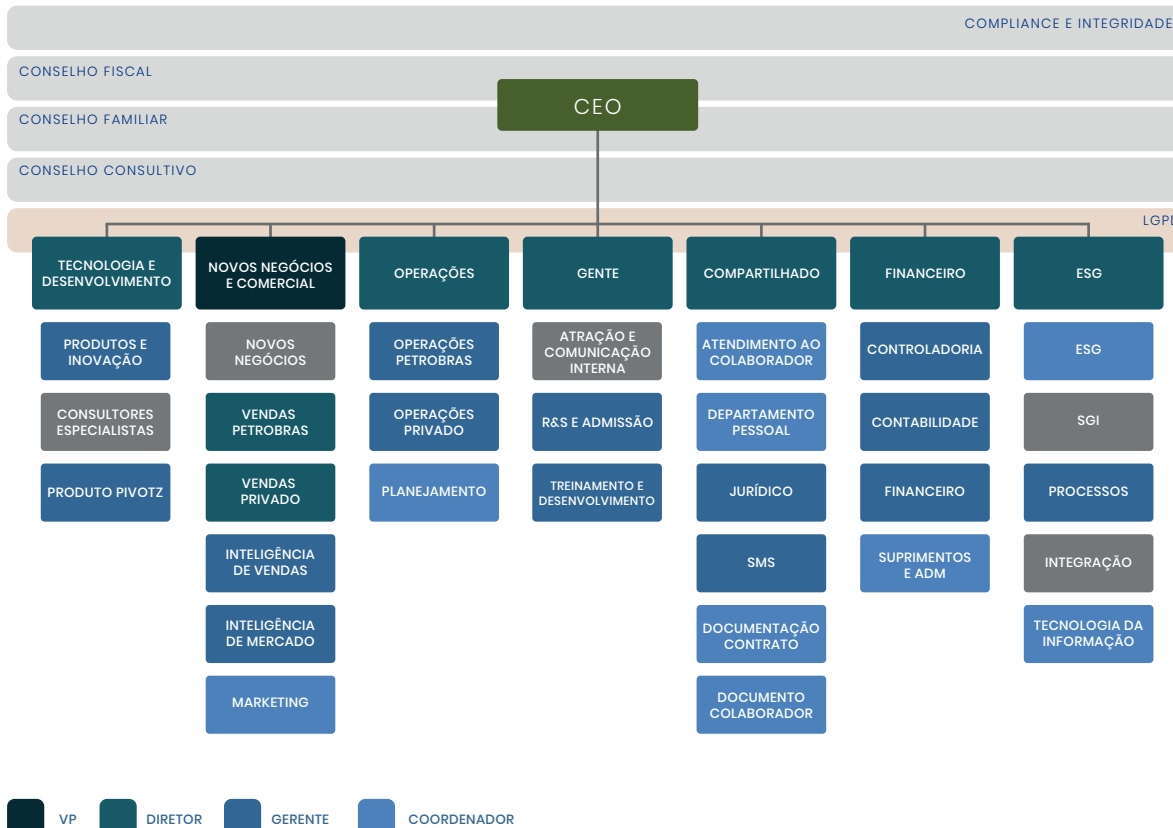 COMPLIANCE E INTEGRIDADE
CONSELHO FISCAL
CEO
CONSELHO FAMILIAR
CONSELHO CONSULTIVO
TECNOLOGIA E
DESENVOLVIMENTO
PRODUTOS E
INOVAÇÃO
CONSULTORES
ESPECIALISTAS
PRODUTO PIVOTZ
NOVOS NEGÓCIOS
E COMERCIAL
NOVOS
NEGÓCIOS
VENDAS
PETROBRAS
VENDAS
PRIVADO
INTELIGÊNCIA
DE VENDAS
INTELIGÊNCIA
DE MERCADO
MARKETING
OPERAÇÕES
OPERAÇÕES
PETROBRAS
OPERAÇÕES
PRIVADO
PLANEJAMENTO
GENTE
ATRAÇÃO E
COMUNICAÇÃO
INTERNA
R&S E ADMISSÃO
TREINAMENTO E
DESENVOLVIMENTO
COMPARTILHADO
ATENDIMENTO AO
COLABORADOR
DEPARTAMENTO
PESSOAL
JURÍDICO
SMS
DOCUMENTAÇÃO
CONTRATO
DOCUMENTO
COLABORADOR
FINANCEIRO
CONTROLADORIA
CONTABILIDADE
FINANCEIRO
SUPRIMENTOS
E ADM
ESG
ESG
SGI
PROCESSOS
INTEGRAÇÃO
TECNOLOGIA DA
INFORMAÇÃO
VP
DIRETOR
GERENTE
COORDENADOR